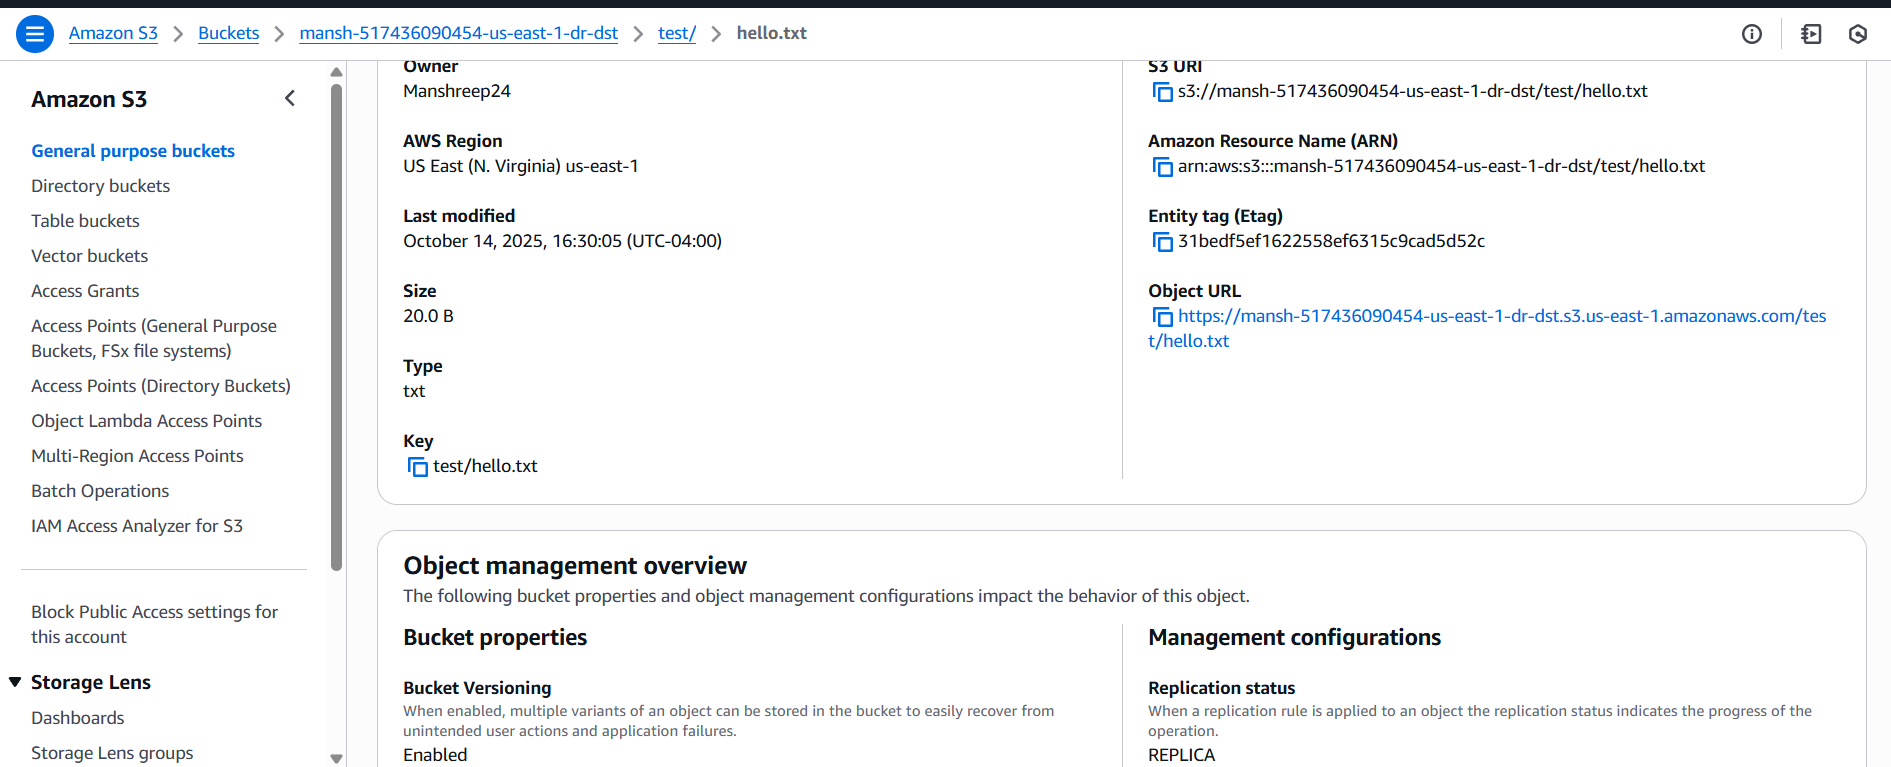 Amazon S3 > Buckets > mansh-517436090454-us-east-1-dr-dst > test/ > hello.txt
Amazon S3
General purpose buckets
Directory buckets
Table buckets
Vector buckets
Access Grants
Access Points (General Purpose
Buckets, FSx file systems)
Access Points (Directory Buckets)
Object Lambda Access Points
Multi-Region Access Points
Batch Operations
IAM Access Analyzer for S3
Block Public Access settings for
this account
Storage Lens
Dashboards
Storage Lens groups
Owner
Manshreep24
AWS Region
US East (N. Virginia) us-east-1
Last modified
October 14, 2025, 16:30:05 (UTC-04:00)
Size
20.0 B
Type
txt
Key
test/hello.txt
S3 URI
s3://mansh-517436090454-us-east-1-dr-dst/test/hello.txt
Amazon Resource Name (ARN)
arn:aws:s3:::mansh-517436090454-us-east-1-dr-dst/test/hello.txt
Entity tag (Etag)
31bedf5ef1622558ef6315c9cad5d52c
Object URL
https://mansh-517436090454-us-east-1-dr-dst.s3.us-east-1.amazonaws.com/tes
t/hello.txt
Object management overview
The following bucket properties and object management configurations impact the behavior of this object.
Bucket properties
Bucket Versioning
When enabled, multiple variants of an object can be stored in the bucket to easily recover from
unintended user actions and application failures.
Enabled
Management configurations
Replication status
When a replication rule is applied to an object the replication status indicates the progress of the
operation.
REPLICA